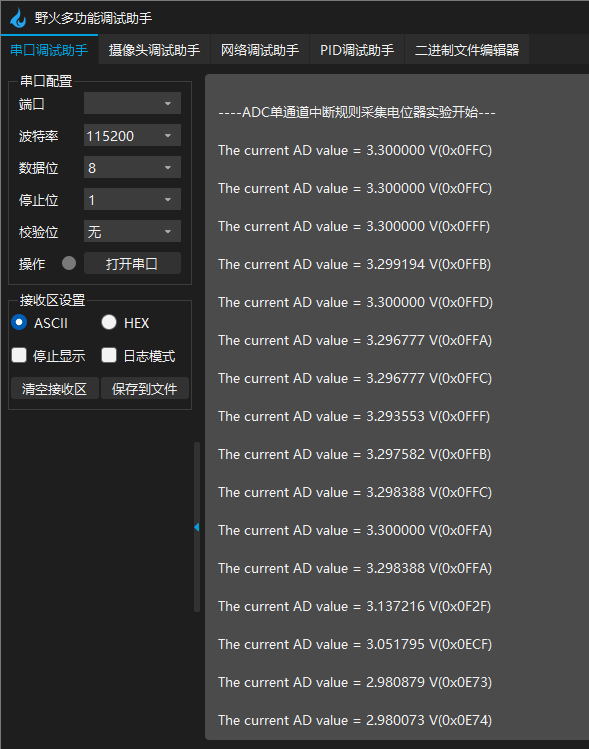 野火多功能调试助手
串口调试助手 摄像头调试助手 网络调试助手 PID调试助手 二进制文件编辑器
串口配置
端口
波特率 115200
数据位 8
停止位 1
校验位 无
操作 打开串口
接收区设置
ASCII HEX
停止显示 日志模式
清空接收区 保存到文件
----ADC单通道中断规则采集电位器实验开始---
The current AD value = 3.300000 V(0x0FFC)
The current AD value = 3.300000 V(0x0FFC)
The current AD value = 3.300000 V(0x0FFF)
The current AD value = 3.299194 V(0x0FFB)
The current AD value = 3.300000 V(0x0FFD)
The current AD value = 3.296777 V(0x0FFA)
The current AD value = 3.296777 V(0x0FFC)
The current AD value = 3.293553 V(0x0FFF)
The current AD value = 3.297582 V(0x0FFB)
The current AD value = 3.298388 V(0x0FFC)
The current AD value = 3.300000 V(0x0FFA)
The current AD value = 3.298388 V(0x0FFA)
The current AD value = 3.137216 V(0x0F2F)
The current AD value = 3.051795 V(0x0ECF)
The current AD value = 2.980879 V(0x0E73)
The current AD value = 2.980073 V(0x0E74)